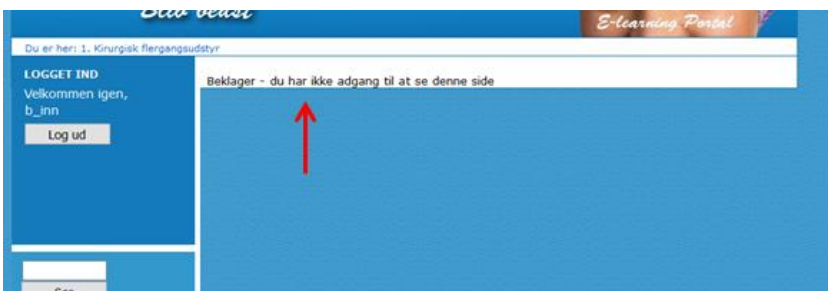 E-learning Portal
Du er her: 1. Kirurgisk flergangsudstyr
LOGGET IND
Velkommen igen,
b_inn
Log ud
Beklager - du har ikke adgang til at se denne side